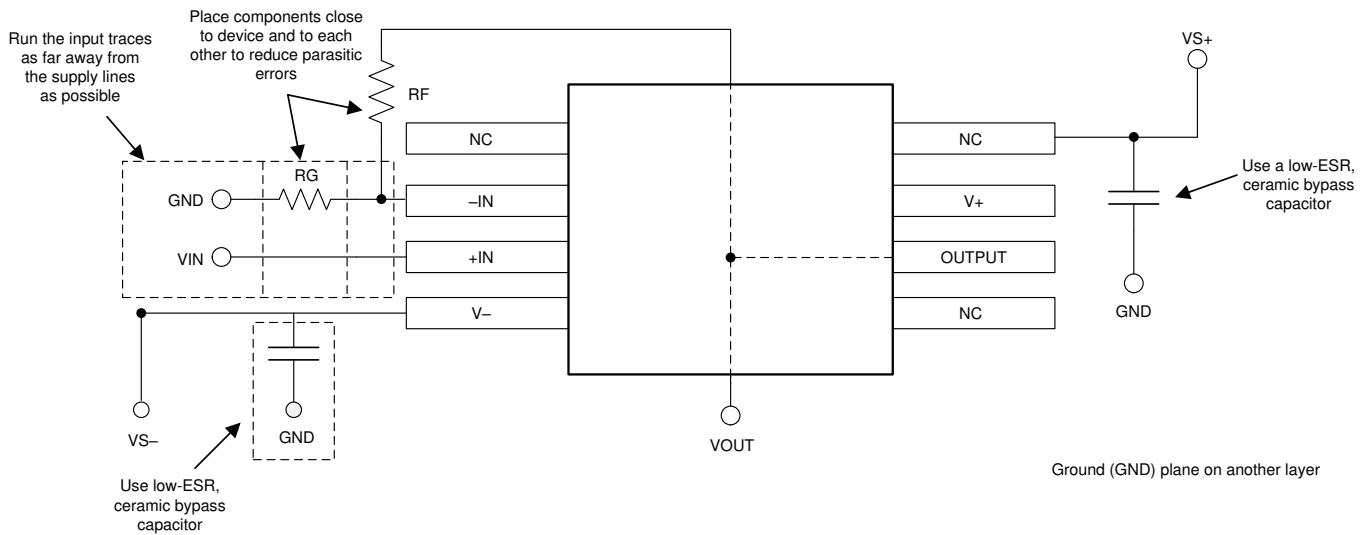 Place components close
to device and to each
other to reduce parasitic
errors
Run the input traces
as far away from
the supply lines
as possible
VS+
RF
NC
NC
RG
Use a low-ESR,
ceramic bypass
capacitor
GND
–IN
V+
VIN
+IN
OUTPUT
V–
NC
GND
VS–
GND
VOUT
Ground (GND) plane on another layer
Use low-ESR,
ceramic bypass
capacitor